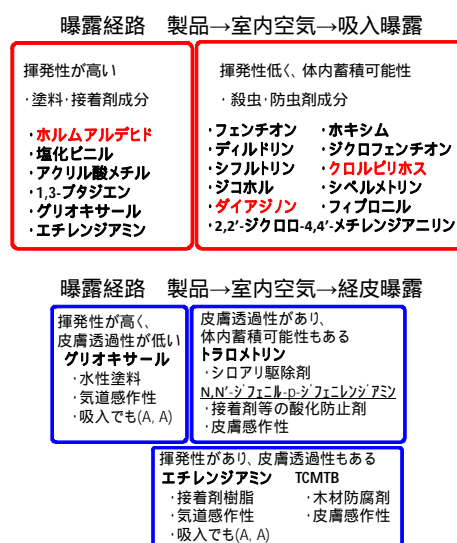 曝露経路　製品→室内空気→吸入曝露
揮発性が高い
・塗料・接着剤成分
・ホルムアルデヒド
・塩化ビニル
・アクリル酸メチル
・1,3-ブタジエン
・グリオキサール
・エチレンジアミン
揮発性低く、体内蓄積可能性
・殺虫・防虫剤成分
・フェンチオン　・ホキシム
・ディルドリン　・ジクロフェンチオン
・シフルトリン　・クロルピリホス
・ジコホル　・シペルメトリン
・ダイアジノン　・フィプロニル
・2,2’-ジクロロ-4,4’-メチレンジアニリン
曝露経路　製品→室内空気→経皮曝露
揮発性が高く、
皮膚透過性が低い
グリオキサール
・水性塗料
・気道感作性
・吸入でも(A, A)
皮膚透過性があり、
体内蓄積可能性もある
トラロメトリン
・シロアリ駆除剤
N,N’-ジフェニル-p-ジフェニレンジアミン
・接着剤等の酸化防止剤
・皮膚感作性
揮発性があり、皮膚透過性もある
エチレンジアミン　TCMTB
・接着剤樹脂　・木材防腐剤
・気道感作性　・皮膚感作性
・吸入でも(A, A)